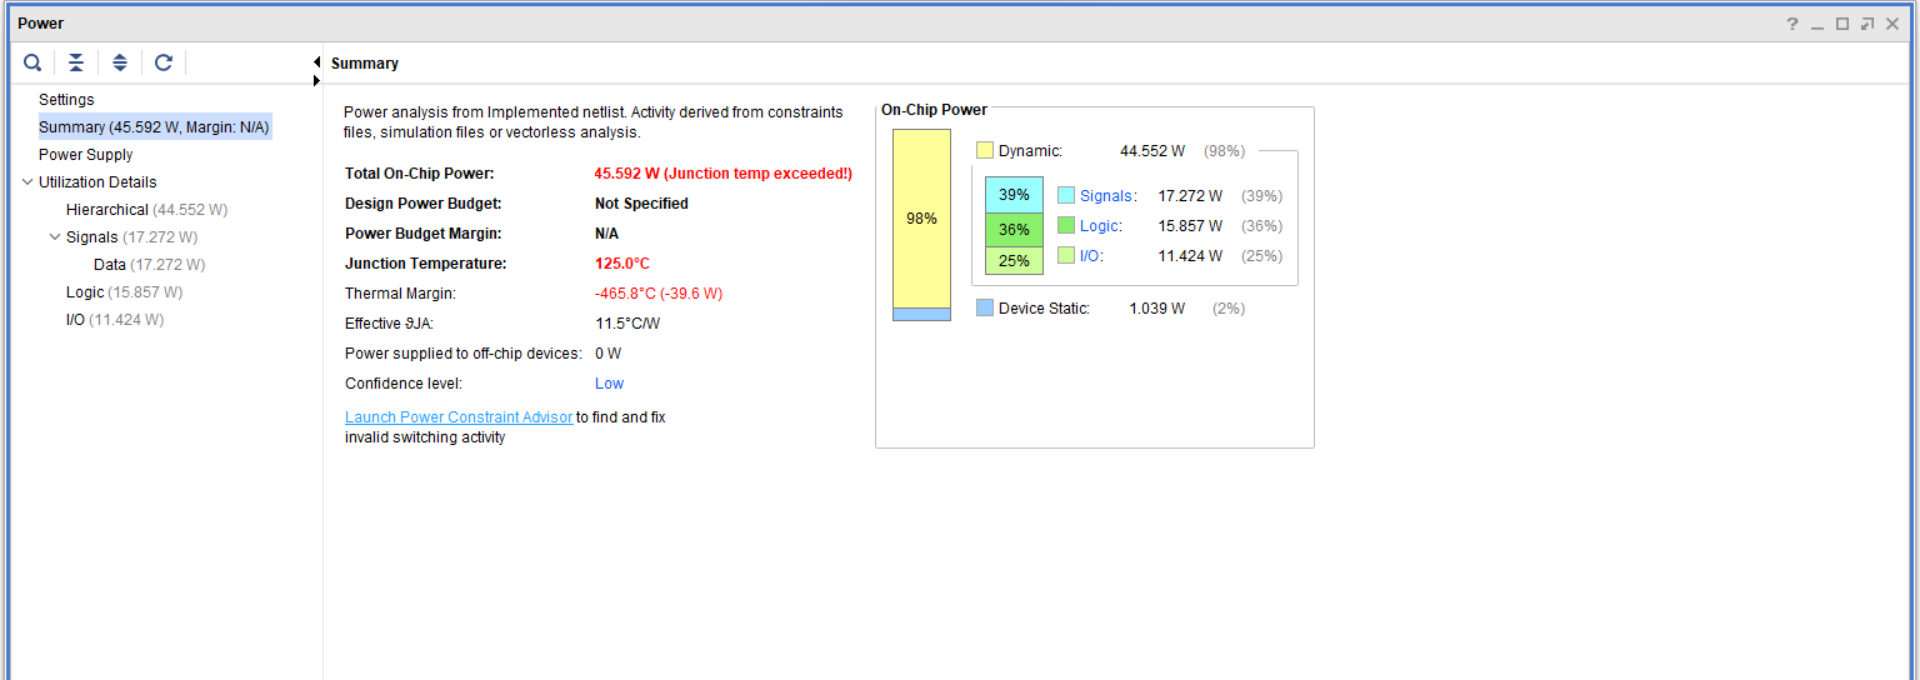 Power
Summary
Settings
Summary (45.592 W, Margin: N/A)
Power Supply
Utilization Details
Hierarchical (44.552 W)
Signals (17.272 W)
Data (17.272 W)
Logic (15.857 W)
I/O (11.424 W)
Power analysis from Implemented netlist. Activity derived from constraints
files, simulation files or vectorless analysis.
Total On-Chip Power: 45.592 W (Junction temp exceeded!)
Design Power Budget: Not Specified
Power Budget Margin: N/A
Junction Temperature: 125.0°C
Thermal Margin: -465.8°C (-39.6 W)
Effective ϑJA: 11.5°C/W
Power supplied to off-chip devices: 0 W
Confidence level: Low
Launch Power Constraint Advisor to find and fix
invalid switching activity
On-Chip Power
98%
Dynamic: 44.552 W (98%)
39% Signals: 17.272 W (39%)
36% Logic: 15.857 W (36%)
25% I/O: 11.424 W (25%)
Device Static: 1.039 W (2%)